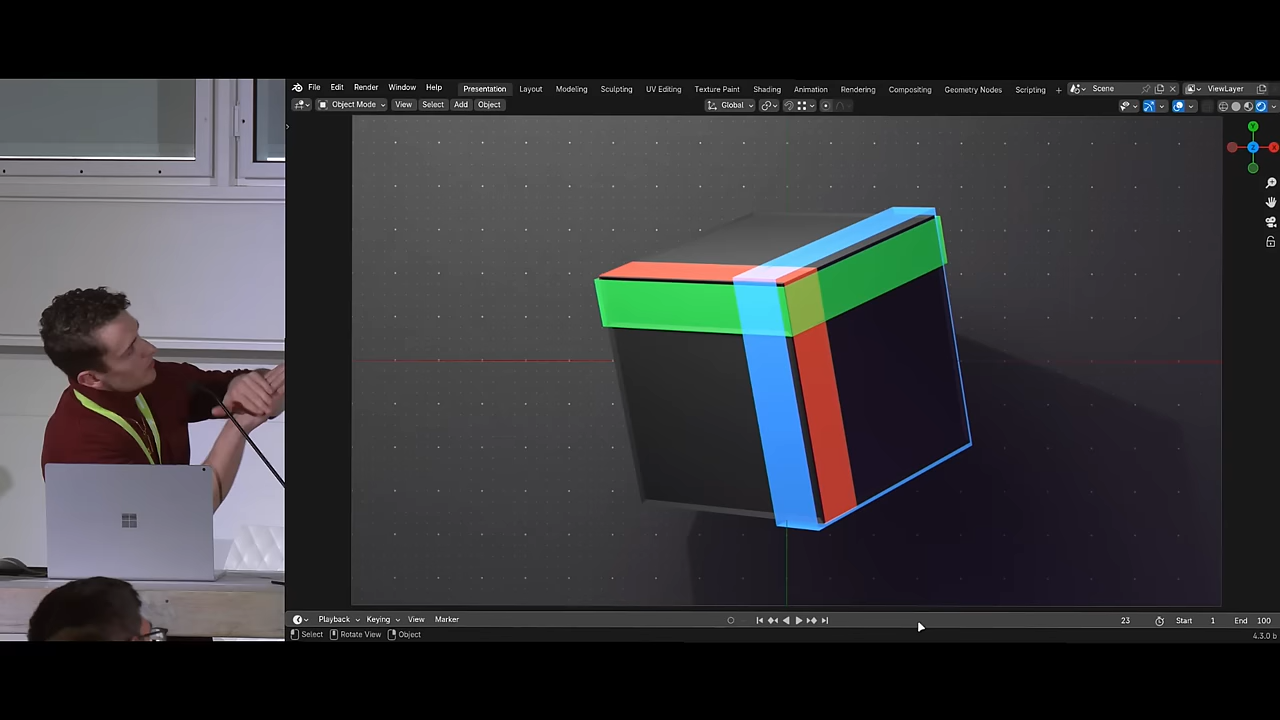 File Edit Render Window Help Presentation Layout Modeling Sculpting UV Editing Texture Paint Shading Animation Rendering Compositing Geometry Nodes Scripting + Scene ViewLayer
Object Mode View Select Add Object Global
Y
Z
X
Playback Keying View Marker 23 Start 1 End 100
Select Rotate View Object 4.3.0 b